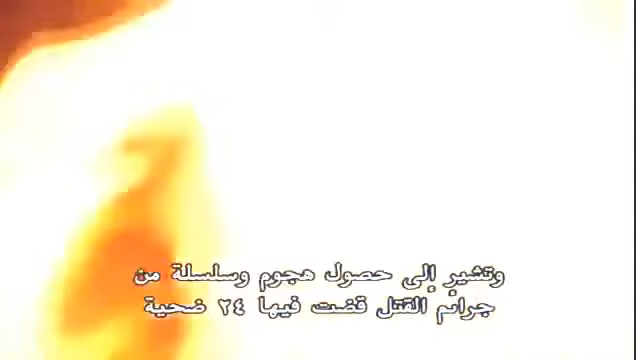 وتشير إلى حصول هجوم وسلسلة من
جرائم القتل قضت فيها ٢٤ ضحية